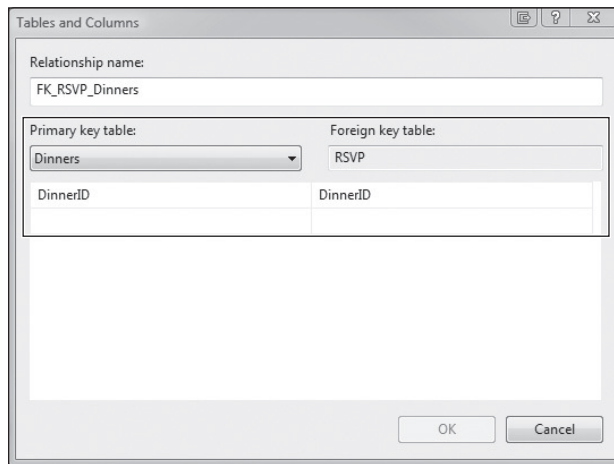 Tables and Columns
Relationship name:
FK_RSVP_Dinners
Primary key table:
Foreign key table:
Dinners
RSVP
DinnerID
DinnerID
OK
Cancel